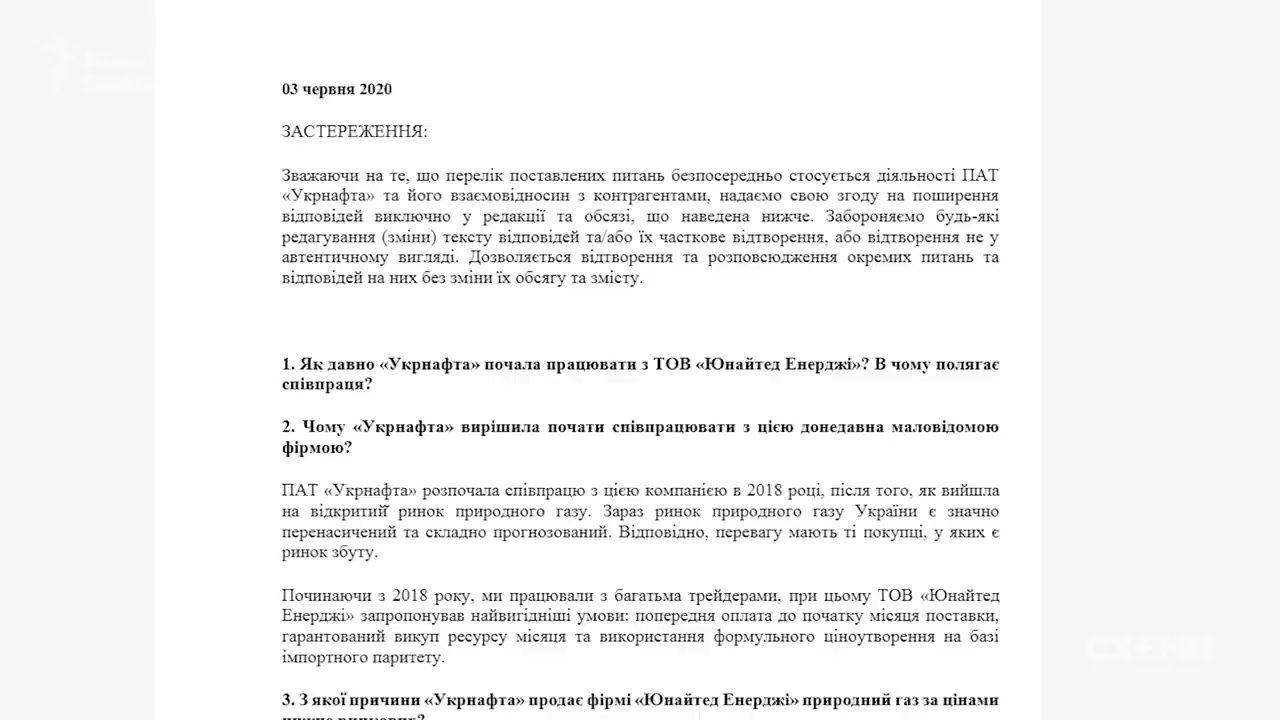 03 червня 2020
ЗАСТЕРЕЖЕННЯ:
Зважаючи на те, що перелік поставлених питань безпосередньо стосується діяльності ПАТ
«Укрнафта» та його взаємовідносин з контрагентами, надаємо свою згоду на поширення
відповідей виключно у редакції та обсязі, що наведена нижче. Забороняємо будь-які
редагування (зміни) тексту відповідей та/або їх часткове відтворення, або відтворення не у
автентичному вигляді. Дозволяється відтворення та розповсюдження окремих питань та
відповідей на них без зміни їх обсягу та змісту.
1. Як давно «Укрнафта» почала працювати з ТОВ «Юнайтед Енерджі»? В чому полягає
співпраця?
2. Чому «Укрнафта» вирішила почати співпрацювати з цією донедавна маловідомою
фірмою?
ПАТ «Укрнафта» розпочала співпрацю з цією компанією в 2018 році, після того, як вийшла
на відкритий ринок природного газу. Зараз ринок природного газу України є значно
перенасичений та складно прогнозований. Відповідно, перевагу мають ті покупці, у яких є
ринок збуту.
Починаючи з 2018 року, ми працювали з багатьма трейдерами, при цьому ТОВ «Юнайтед
Енерджі» запропонував найвигідніші умови: попередня оплата до початку місяця поставки,
гарантований викуп ресурсу місяця та використання формульного ціноутворення на базі
імпортного паритету.
3. З якої причини «Укрнафта» продає фірмі «Юнайтед Енерджі» природний газ за цінами
СХЕМИ